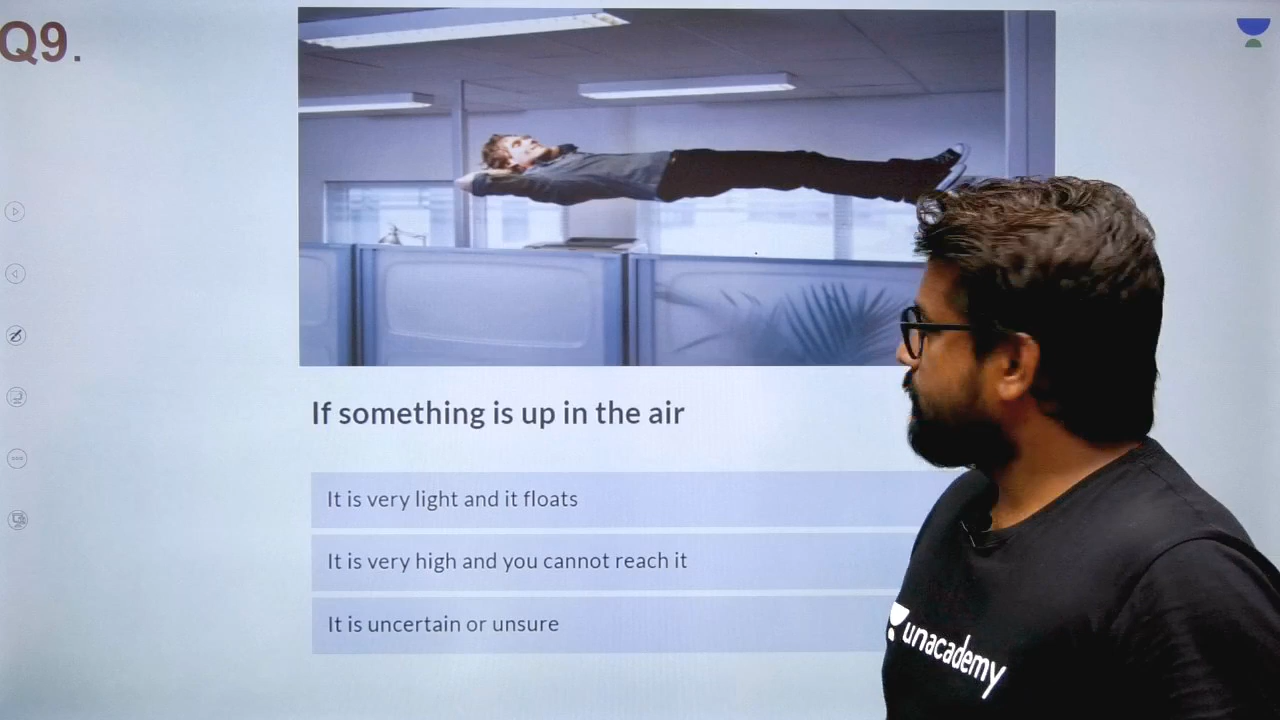 Q9.
If something is up in the air
It is very light and it floats
It is very high and you cannot reach it
It is uncertain or unsure
unacademy